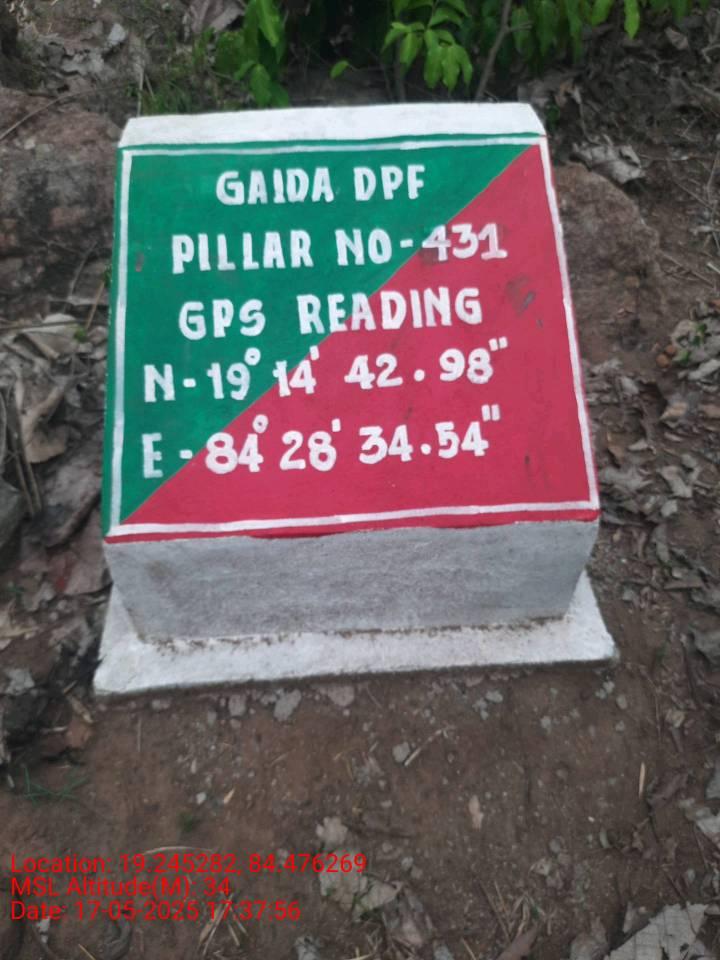 GAIDA DPF
PILLAR NO-431
GPS READING
N-19° 14' 42.98"
E-84° 28' 34.54"
Location: 19.245282, 84.476269
MSL Altitude(M): 34
Date: 17-05-2025 17:37:56